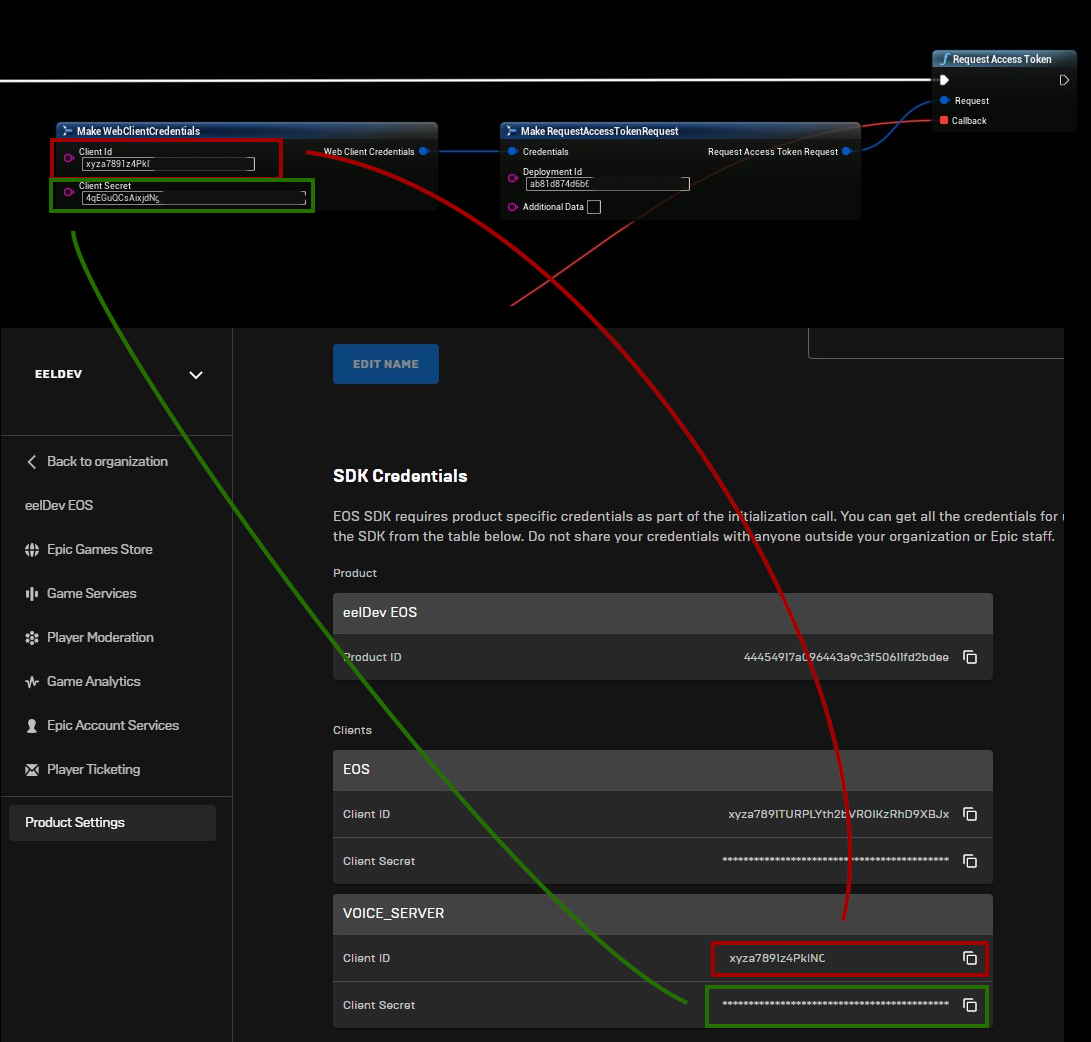 Request Access Token
Request
Callback
Make WebClientCredentials
Client Id
xyza7891z4Pkl
Web Client Credentials
Client Secret
4qEGuQCsAixjdNg
Make RequestAccessTokenRequest
Credentials
Request Access Token Request
Deployment Id
ab81d874d6b
Additional Data
EELDEV
Back to organization
eelDev EOS
Epic Games Store
Game Services
Player Moderation
Game Analytics
Epic Account Services
Player Ticketing
Product Settings
EDIT NAME
SDK Credentials
EOS SDK requires product specific credentials as part of the initialization call. You can get all the credentials for
the SDK from the table below. Do not share your credentials with anyone outside your organization or Epic staff.
Product
eelDev EOS
Product ID
44454917a096443a9c3f50611fd2bdee
Clients
EOS
Client ID
xyza7891TURPLYth2bVROIKzRhD9XBJx
Client Secret
*******************************************
VOICE_SERVER
Client ID
xyza7891z4PklNC
Client Secret
*******************************************